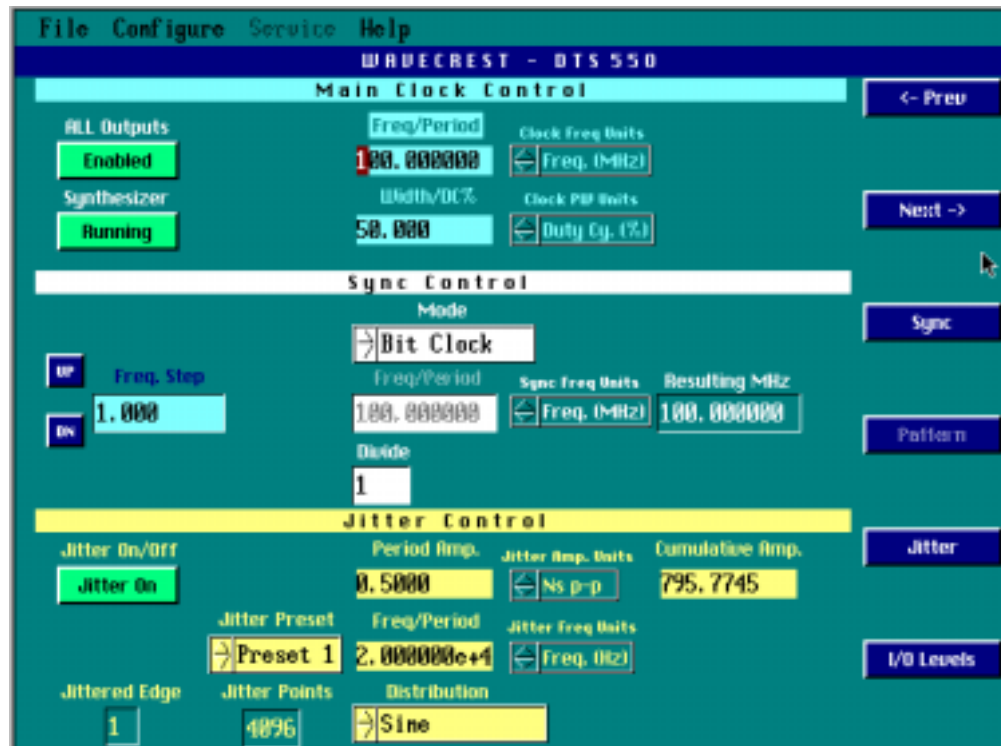 File Configure Service Help
WAVECREST - DTS 550
Main Clock Control
<- Prev
ALL Outputs
Freq/Period
Clock Freq Units
Enabled
100.000000
Freq. (MHz)
Synthesizer
Width/DC%
Clock PW Units
Next ->
Running
50.000
Duty Cy. (%)
Sync Control
Mode
Sync
Bit Clock
UP
Freq. Step
Freq/Period
Sync Freq Units
Resulting MHz
1.000
100.000000
Freq. (MHz)
100.000000
DN
Pattern
Divide
1
Jitter Control
Jitter On/Off
Period Amp.
Jitter Amp. Units
Cumulative Amp.
Jitter
Jitter On
0.5000
Ns p-p
795.7745
Jitter Preset
Freq/Period
Jitter Freq Units
Preset 1
2.000000e+4
Freq. (Hz)
I/O Levels
Jittered Edge
Jitter Points
Distribution
1
4096
Sine